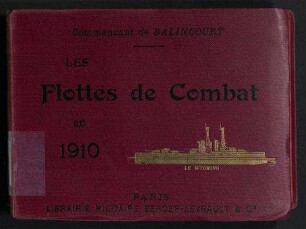 Commandant de BALINCOURT
LES
Flottes de Combat
en
1910
LE WYOMING
PARIS
LIBRAIRIE MILITAIRE BERGER-LEVRAULT & Cie